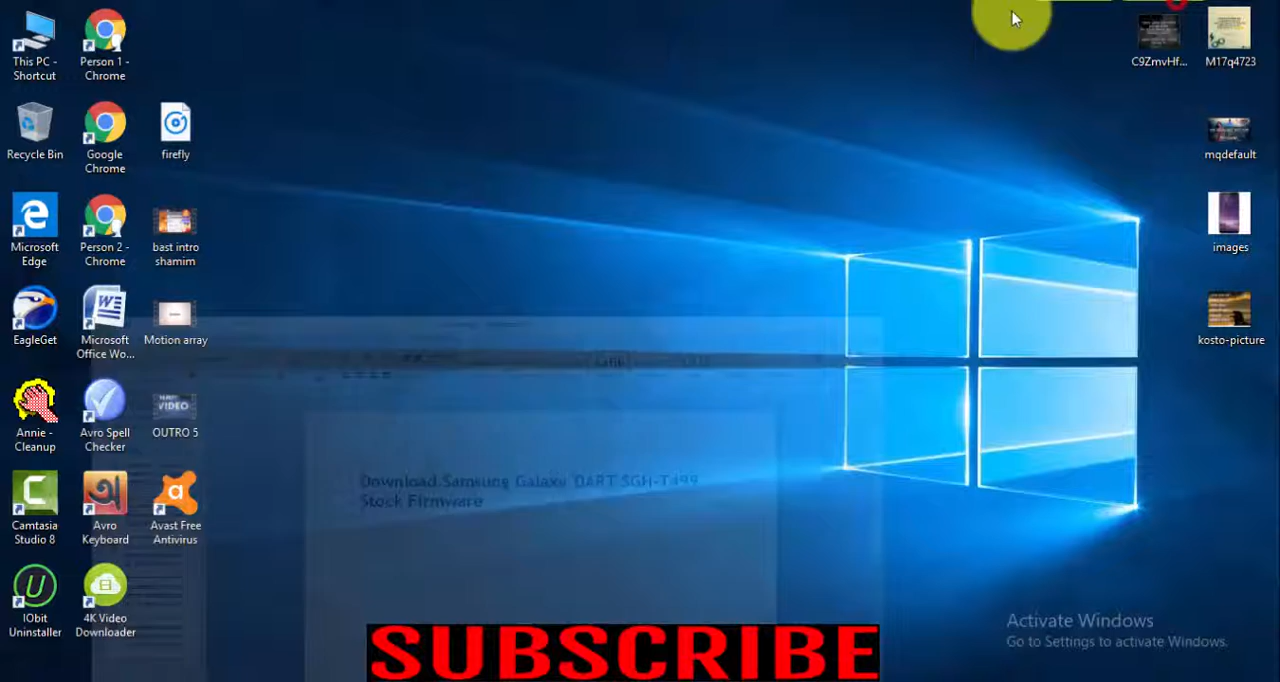 This PC -
Shortcut
Person 1 -
Chrome
C9ZmvHf...
M17q4723
Recycle Bin
Google
Chrome
firefly
mqdefault
Microsoft
Edge
Person 2 -
Chrome
bast intro
shamim
images
EagleGet
Microsoft
Office Wo...
Motion array
kosto-picture
Annie -
Cleanup
Avro Spell
Checker
VIDEO
OUTRO 5
Download Samsung Galaxy DART SGH-T499
Stock Firmware
Camtasia
Studio 8
Avro
Keyboard
Avast Free
Antivirus
IObit
Uninstaller
4K Video
Downloader
Activate Windows
Go to Settings to activate Windows.
SUBSCRIBE